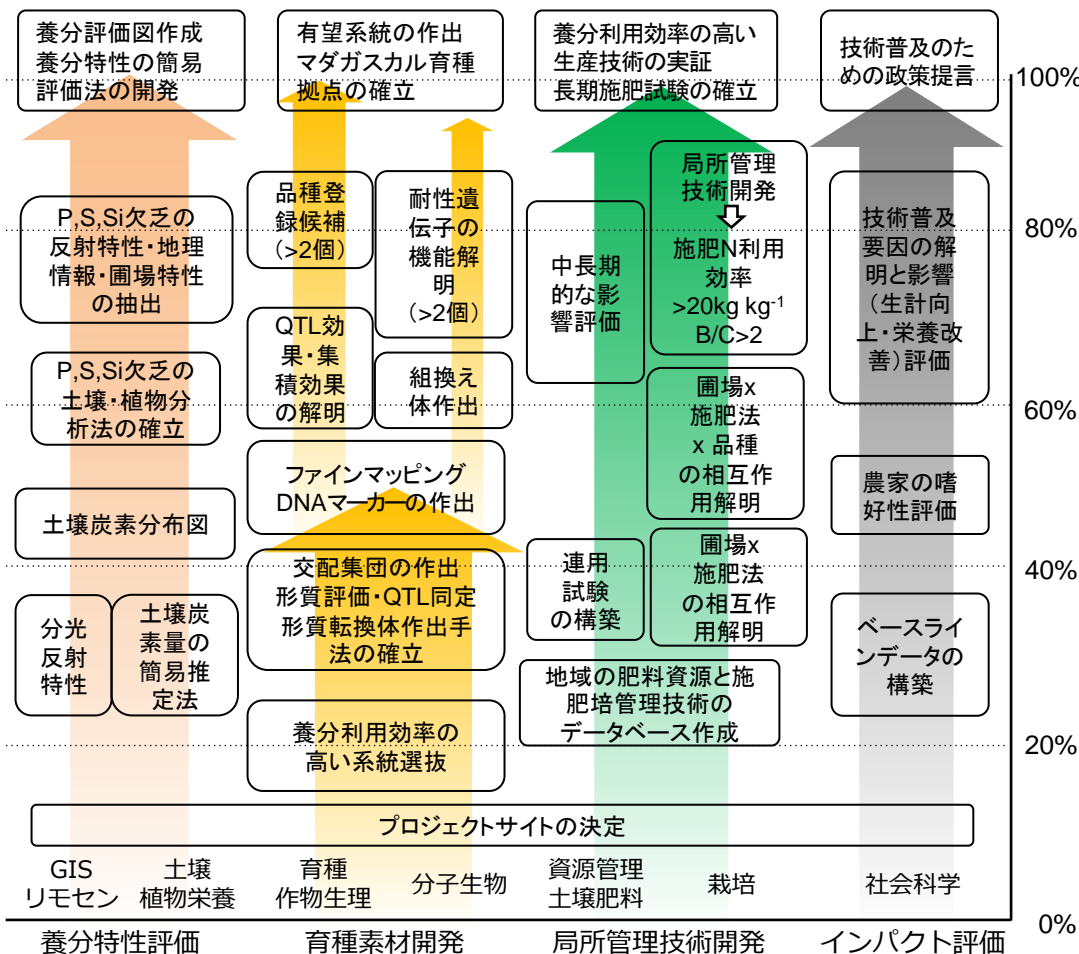 養分評価図作成
養分特性の簡易
評価法の開発
有望系統の作出
マダガスカル育種
拠点の確立
養分利用効率の高い
生産技術の実証
長期施肥試験の確立
技術普及のた
めの政策提言
100%
P,S,Si欠乏の
反射特性・地理
情報・圃場特性
の抽出
品種登
録候補
(>2個)
耐性遺
伝子の
機能解
明
(>2個)
中長期
的な影
響評価
局所管理
技術開発
施肥N利用
効率
>20kg kg-1
B/C>2
技術普及
要因の解
明と影響
(生計向
上・栄養改
善)評価
80%
P,S,Si欠乏の
土壌・植物分
析法の確立
QTL効
果・集
積効果
の解明
組換え
体作出
圃場x
施肥法
x 品種
の相互作
用解明
60%
土壌炭素分布図
ファインマッピング
DNAマーカーの作出
農家の嗜
好性評価
交配集団の作出
形質評価・QTL同定
形質転換体作出手
法の確立
連用
試験
の構築
圃場x
施肥法
の相互作
用解明
40%
分光
反射
特性
土壌炭
素量の
簡易推
定法
地域の肥料資源と施
肥培管理技術の
データベース作成
ベースライ
ンデータの
構築
養分利用効率の
高い系統選抜
20%
プロジェクトサイトの決定
GIS
リモセン
土壌
植物栄養
育種
作物生理
分子生物
資源管理
土壌肥料
栽培
社会科学
0%
養分特性評価
育種素材開発
局所管理技術開発
インパクト評価